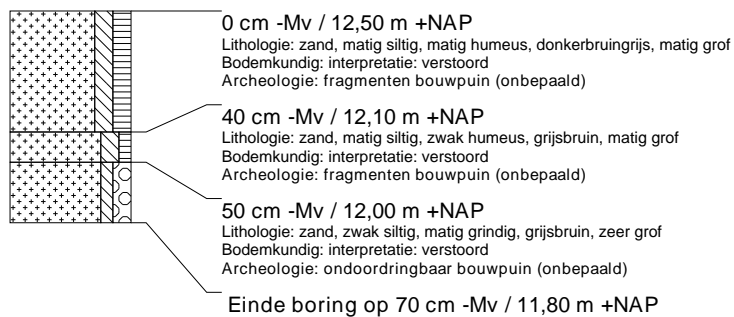 0 cm -Mv / 12,50 m +NAP
Lithologie: zand, matig siltig, matig humeus, donkerbruingrijs, matig grof
Bodemkundig: interpretatie: verstoord
Archeologie: fragmenten bouwpuin (onbepaald)
40 cm -Mv / 12,10 m +NAP
Lithologie: zand, matig siltig, zwak humeus, grijsbruin, matig grof
Bodemkundig: interpretatie: verstoord
Archeologie: fragmenten bouwpuin (onbepaald)
50 cm -Mv / 12,00 m +NAP
Lithologie: zand, zwak siltig, matig grindig, grijsbruin, zeer grof
Bodemkundig: interpretatie: verstoord
Archeologie: ondoordringbaar bouwpuin (onbepaald)
Einde boring op 70 cm -Mv / 11,80 m +NAP